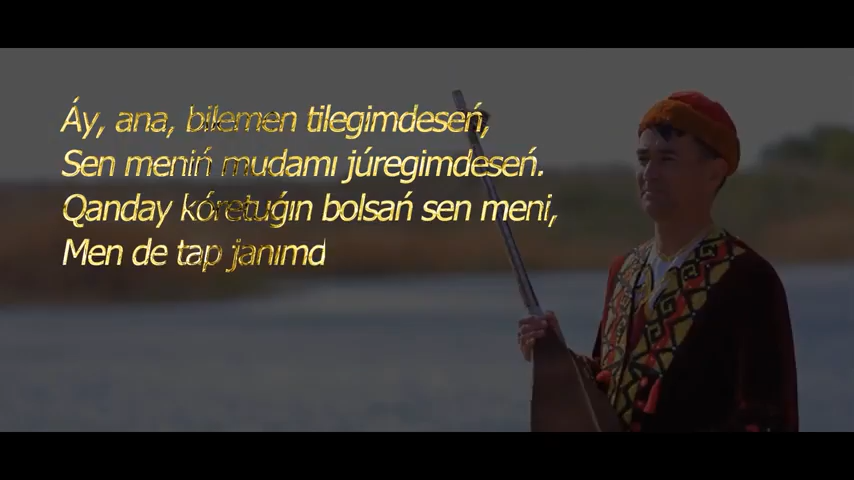 Áy, ana, bilemen tilegimdeseń,
Sen meniń mudamı júregimdeseń.
Qanday kóretuǵın bolsań sen meni,
Men de tap janımd